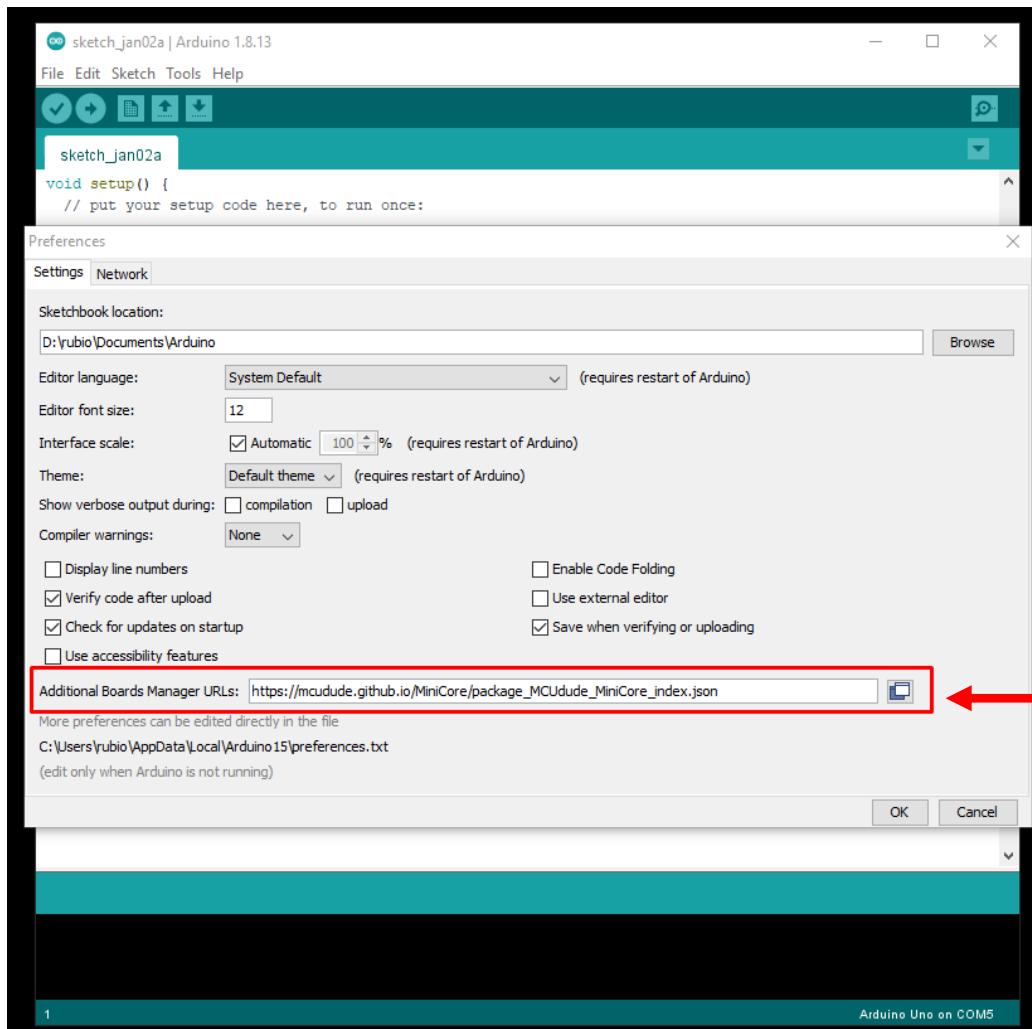 sketch_jan02a | Arduino 1.8.13
File Edit Sketch Tools Help
sketch_jan02a
void setup() {
// put your setup code here, to run once:
Preferences
Settings Network
Sketchbook location:
D:\rubio\Documents\Arduino Browse
Editor language: System Default (requires restart of Arduino)
Editor font size: 12
Interface scale: Automatic 100 % (requires restart of Arduino)
Theme: Default theme (requires restart of Arduino)
Show verbose output during: compilation upload
Compiler warnings: None
Display line numbers Enable Code Folding
Verify code after upload Use external editor
Check for updates on startup Save when verifying or uploading
Use accessibility features
Additional Boards Manager URLs: https://mcudude.github.io/MiniCore/package_MCUdude_MiniCore_index.json
More preferences can be edited directly in the file
C:\Users\rubio\AppData\Local\Arduino15\preferences.txt
(edit only when Arduino is not running)
OK Cancel
1 Arduino Uno on COM5